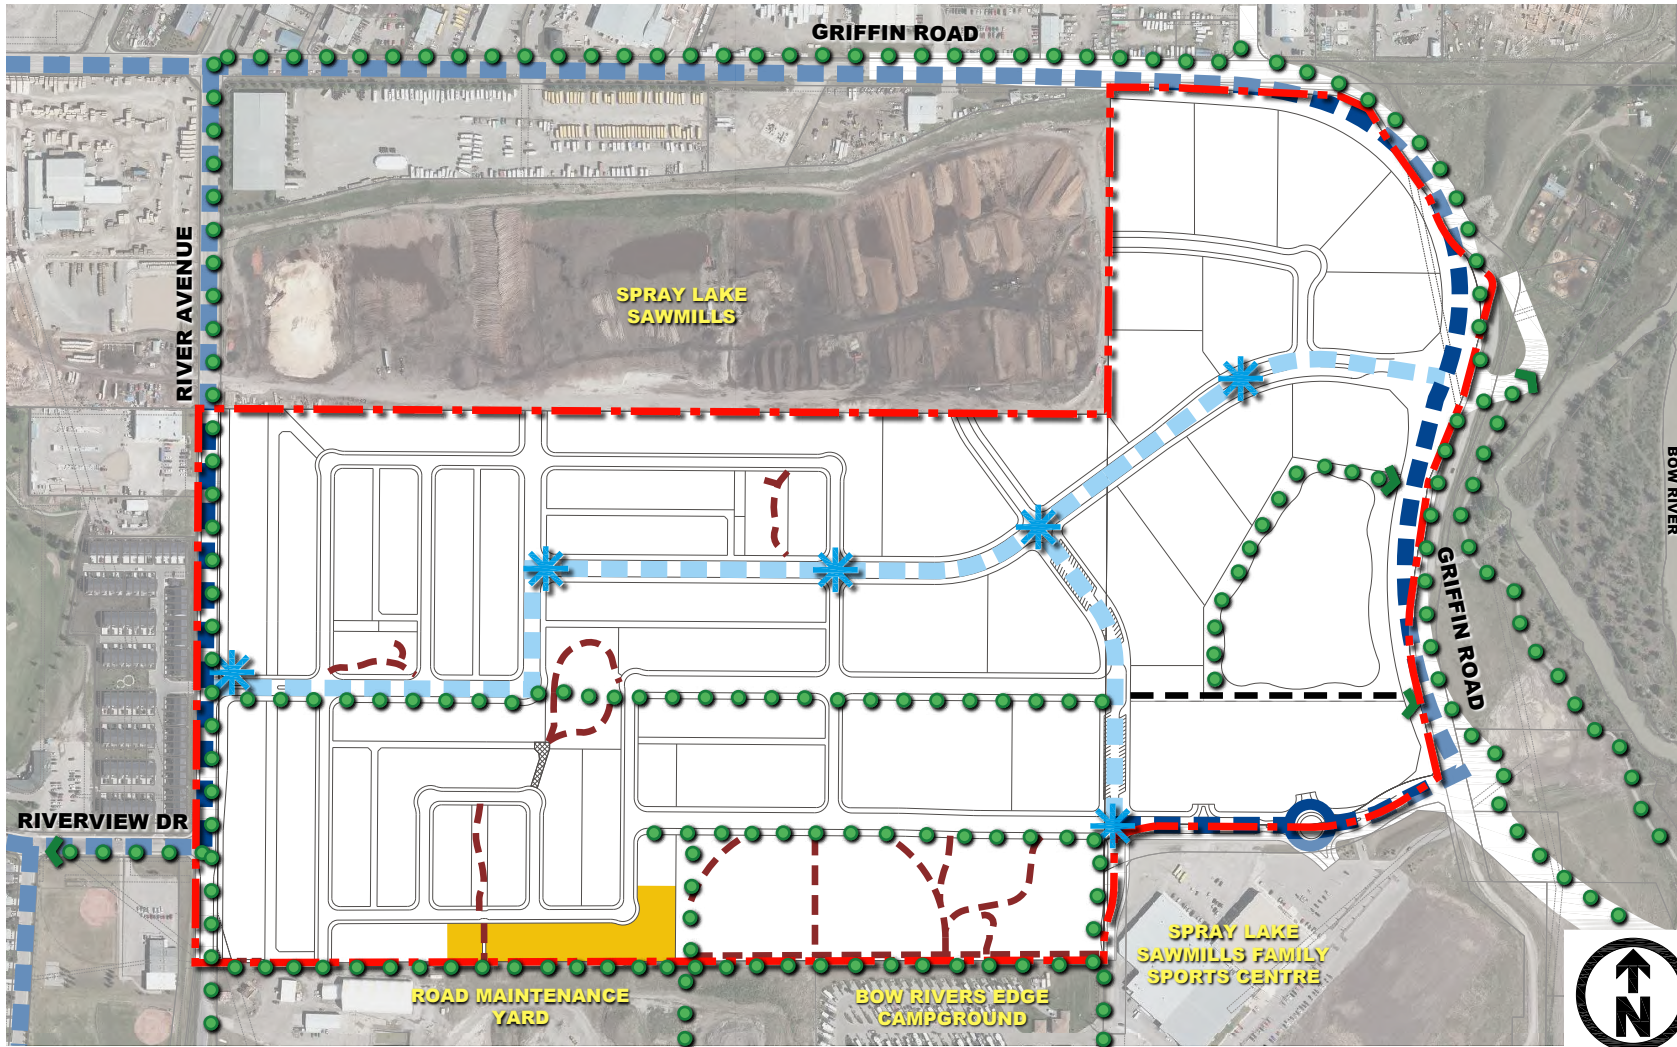 GRIFFIN ROAD
RIVER AVENUE
SPRAY LAKE
SAWMILLS
BOW RIVER
GRIFFIN ROAD
RIVERVIEW DR
SPRAY LAKE
SAWMILLS FAMILY
SPORTS CENTRE
ROAD MAINTENANCE
YARD
BOW RIVERS EDGE
CAMPGROUND
N